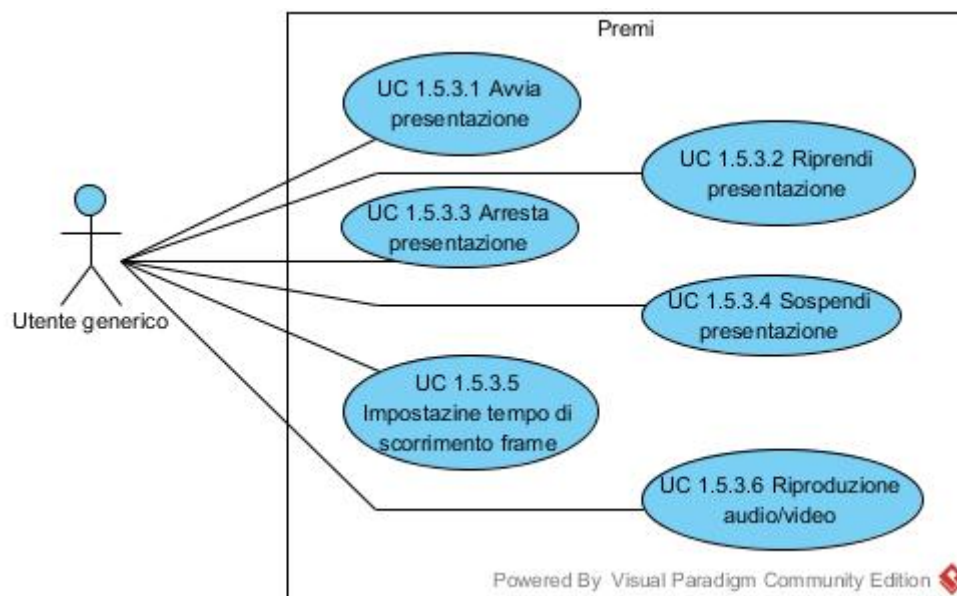 Premi
UC 1.5.3.1 Avvia
presentazione
UC 1.5.3.2 Riprendi
presentazione
UC 1.5.3.3 Arresta
presentazione
Utente generico
UC 1.5.3.4 Sospendi
presentazione
UC 1.5.3.5
Impostazine tempo di
scorrimento frame
UC 1.5.3.6 Riproduzione
audio/video
Powered By Visual Paradigm Community Edition